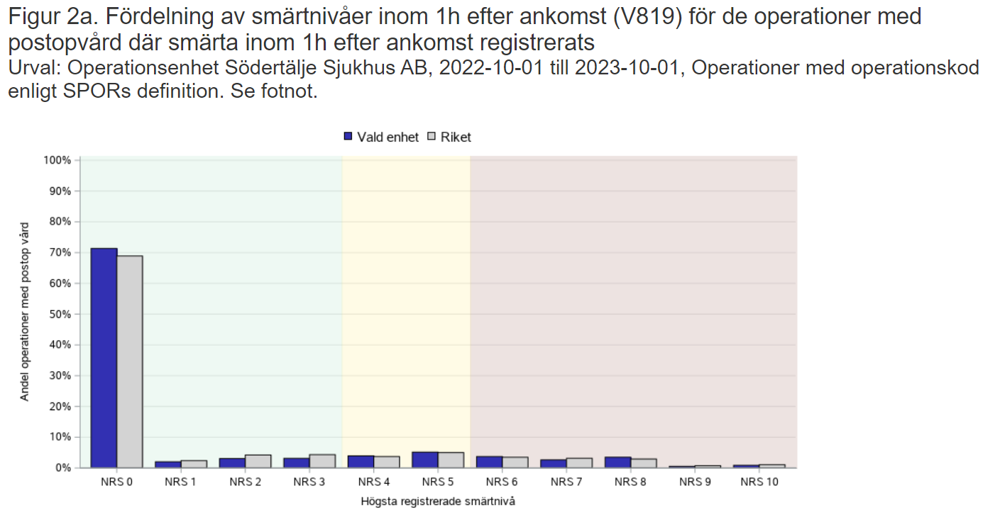 Figur 2a. Fördelning av smärtnivåer inom 1h efter ankomst (V819) för de operationer med
postopvård där smärta inom 1h efter ankomst registrerats
Urval: Operationsenhet Södertälje Sjukhus AB, 2022-10-01 till 2023-10-01, Operationer med operationskod
enligt SPORs definition. Se fotnot.
Vald enhet Riket
Andel operationer med postop vård
100%
90%
80%
70%
60%
50%
40%
30%
20%
10%
0%
NRS 0 NRS 1 NRS 2 NRS 3 NRS 4 NRS 5 NRS 6 NRS 7 NRS 8 NRS 9 NRS 10
Högsta registrerade smärtnivå